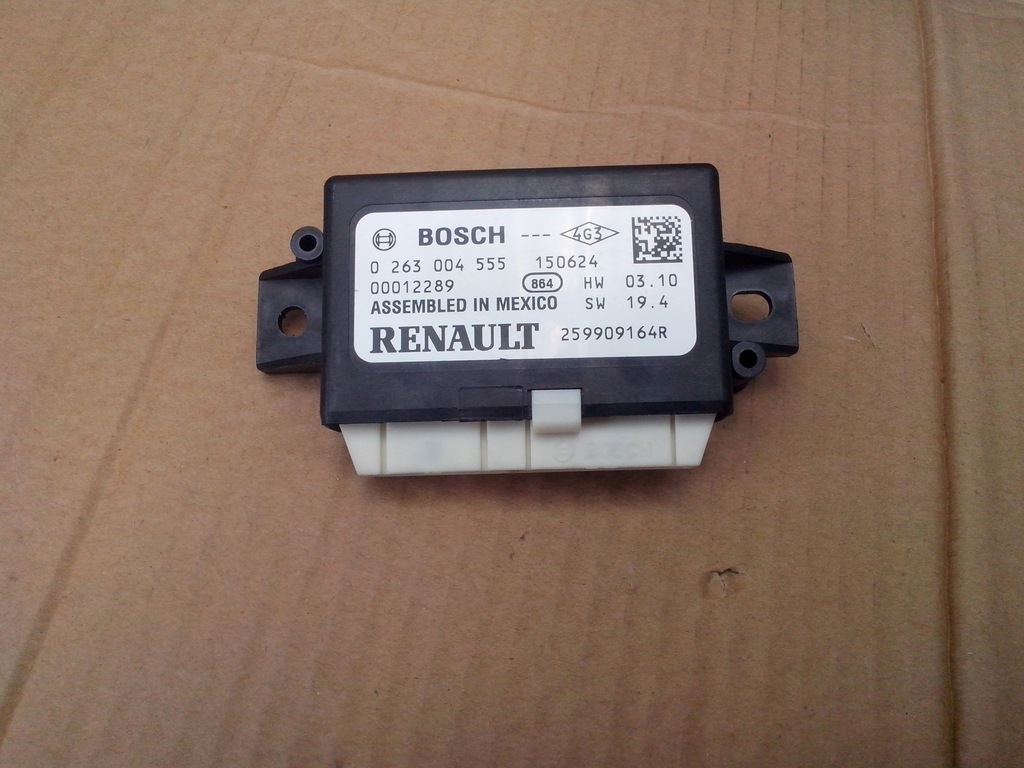 BOSCH --- 4G3
0 263 004 555 150624
00012289 864 HW 03.10
ASSEMBLED IN MEXICO SW 19.4
RENAULT 259909164R
BOSCH